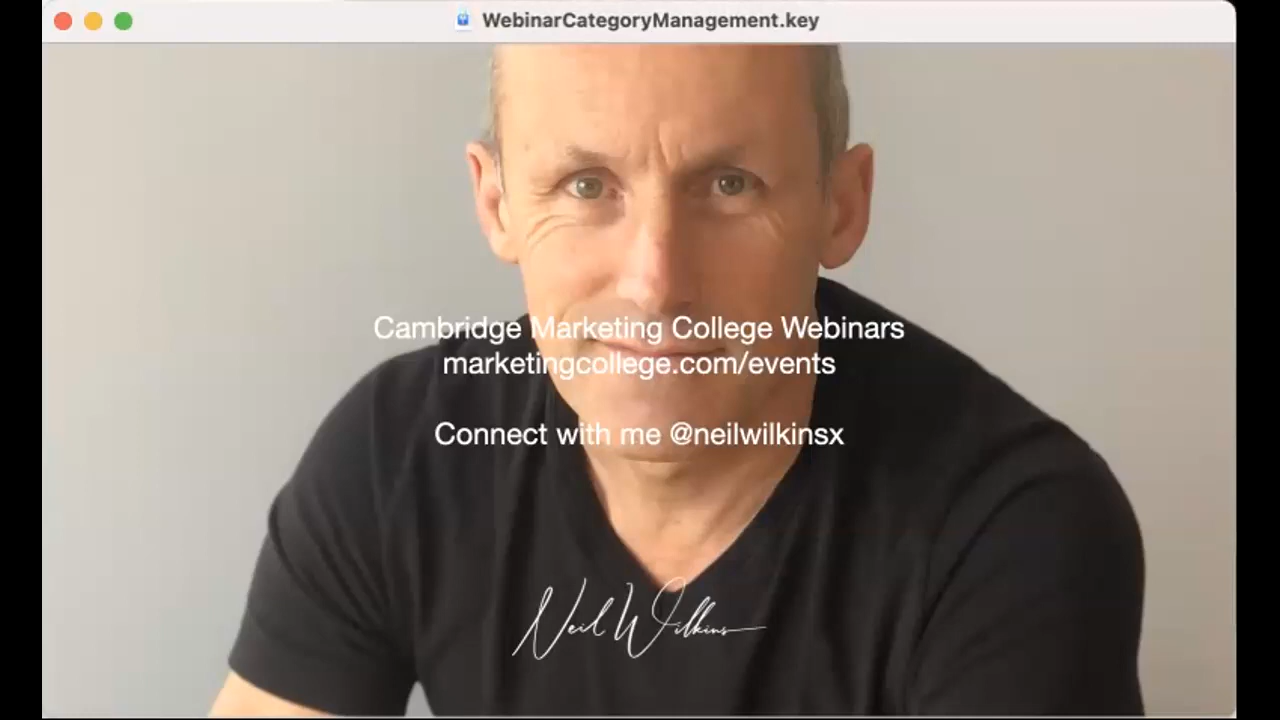 WebinarCategoryManagement.key
Cambridge Marketing College Webinars
marketingcollege.com/events
Connect with me @neilwilkinsx
Neil Wilkins